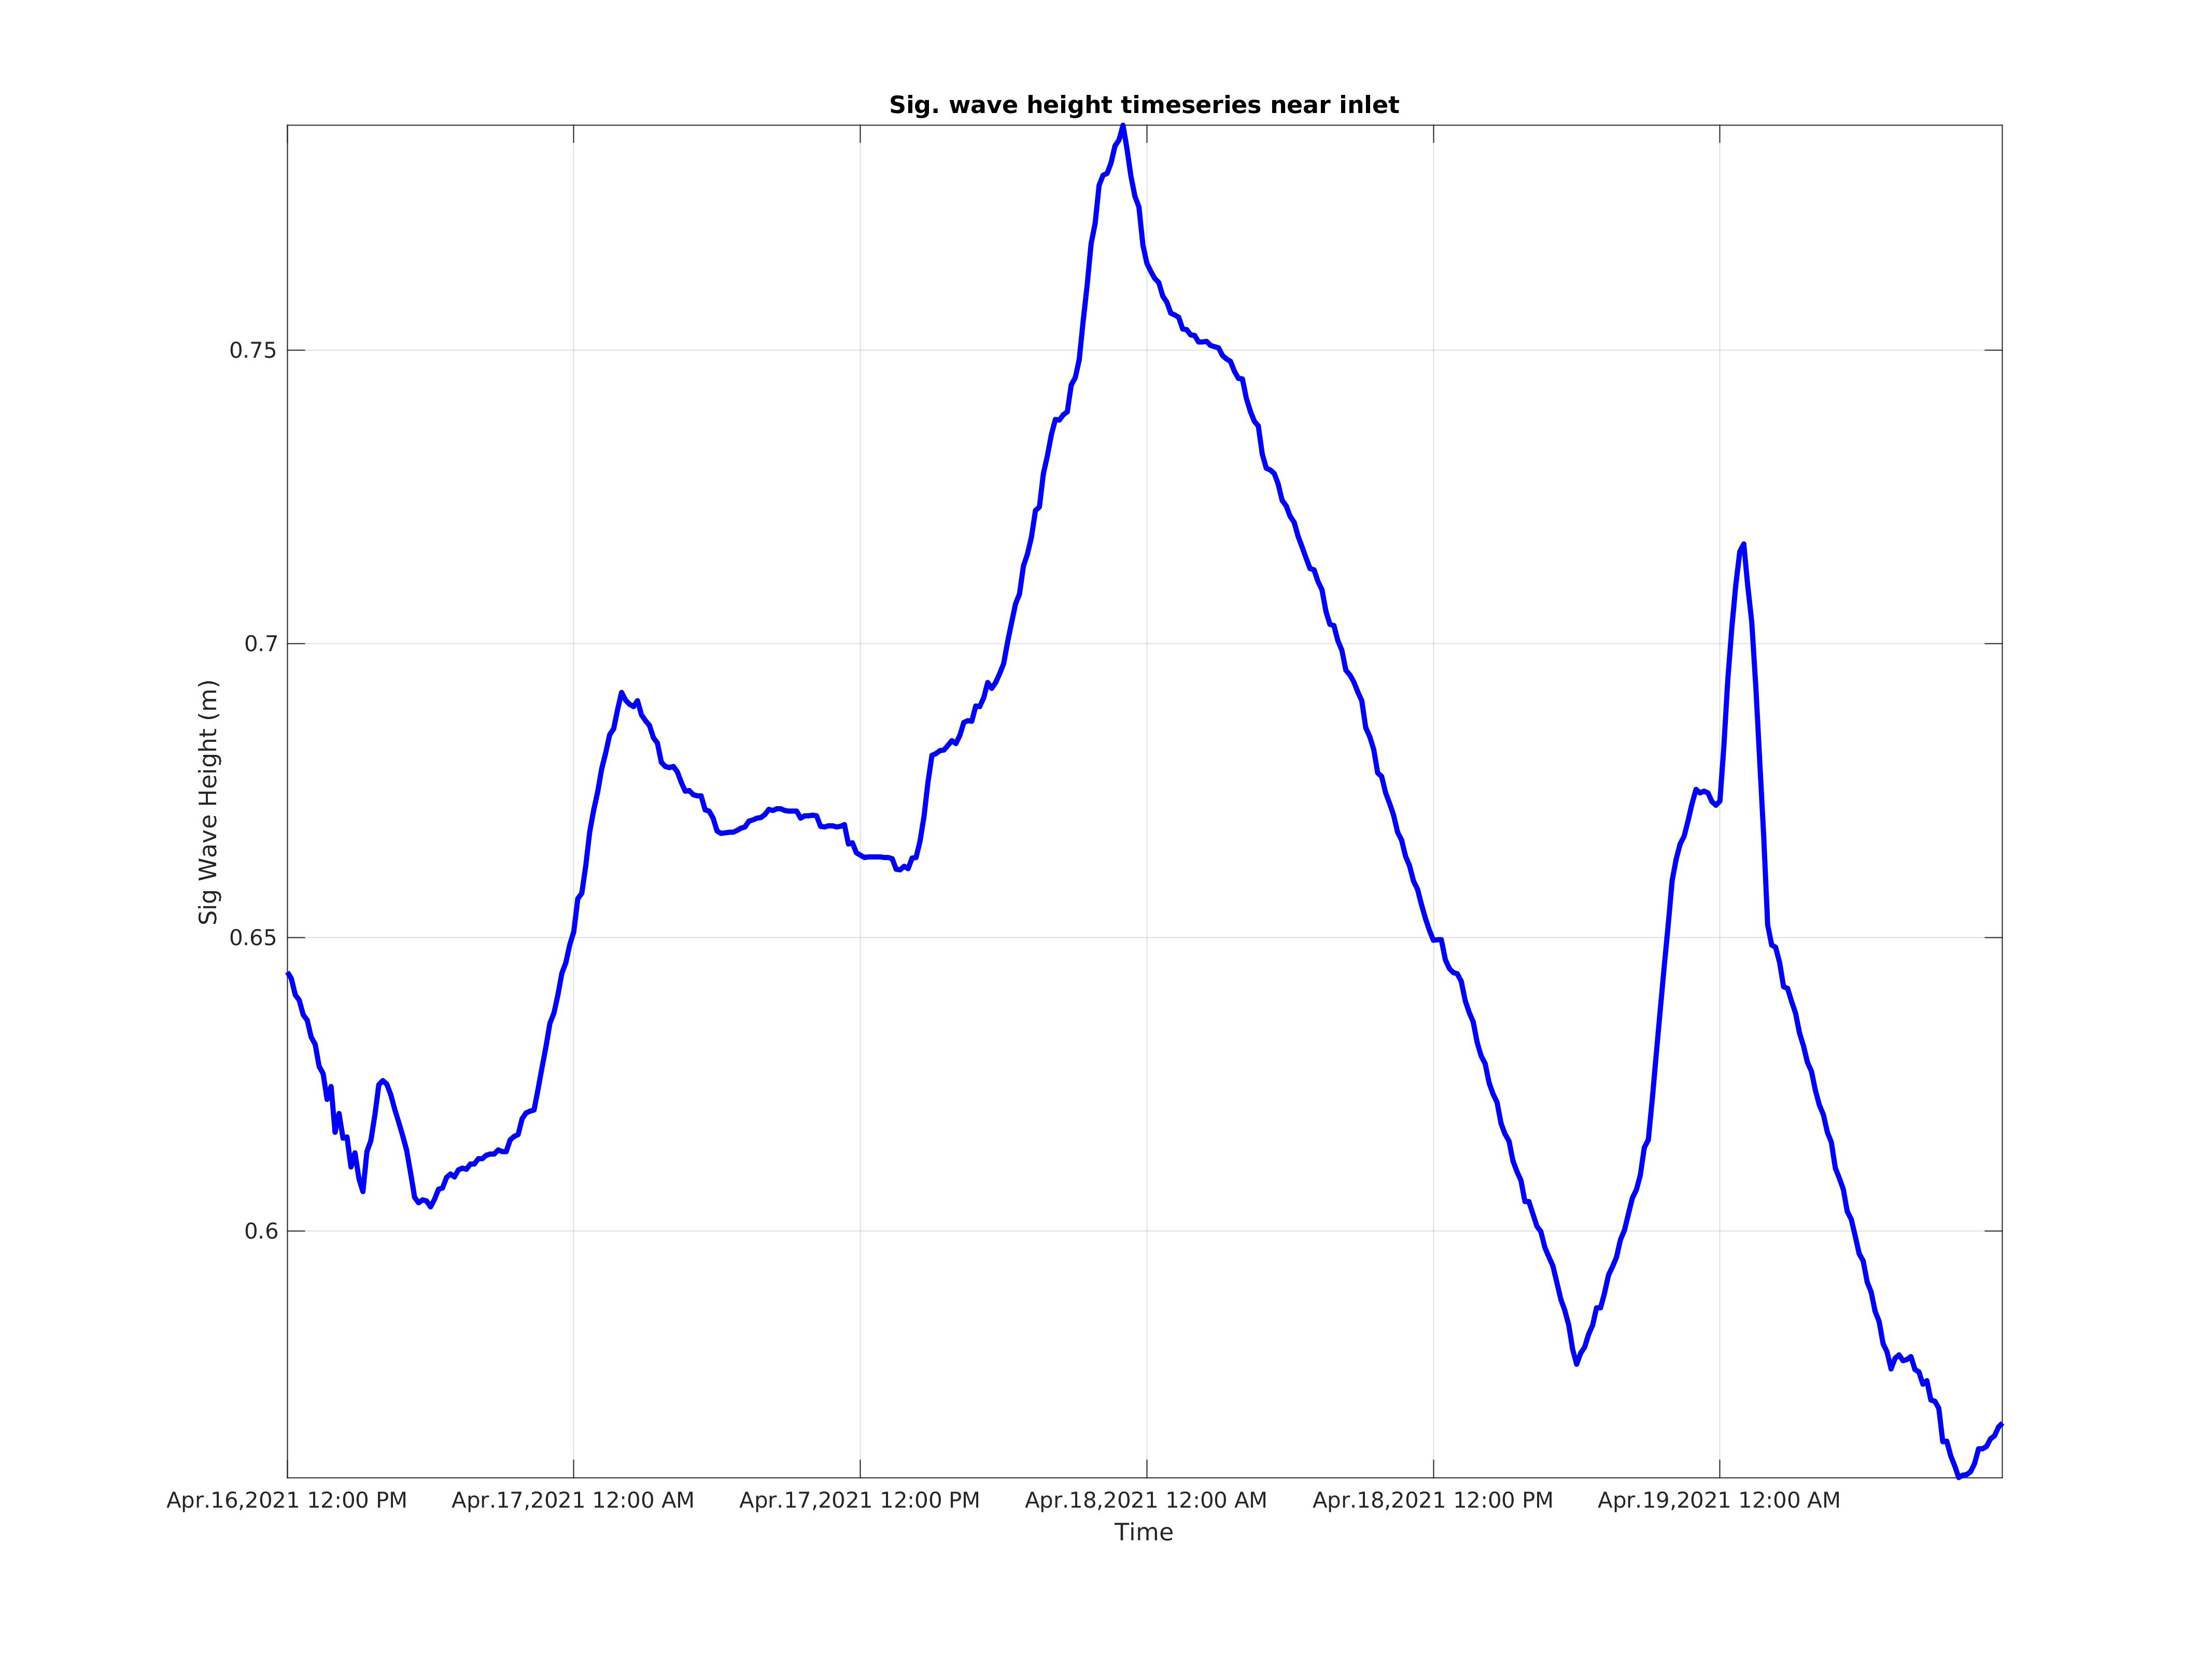 Sig. wave height timeseries near inlet
0.75
0.7
0.65
0.6
Sig Wave Height (m)
Apr.16,2021 12:00 PM Apr.17,2021 12:00 AM Apr.17,2021 12:00 PM Apr.18,2021 12:00 AM Apr.18,2021 12:00 PM Apr.19,2021 12:00 AM
Time